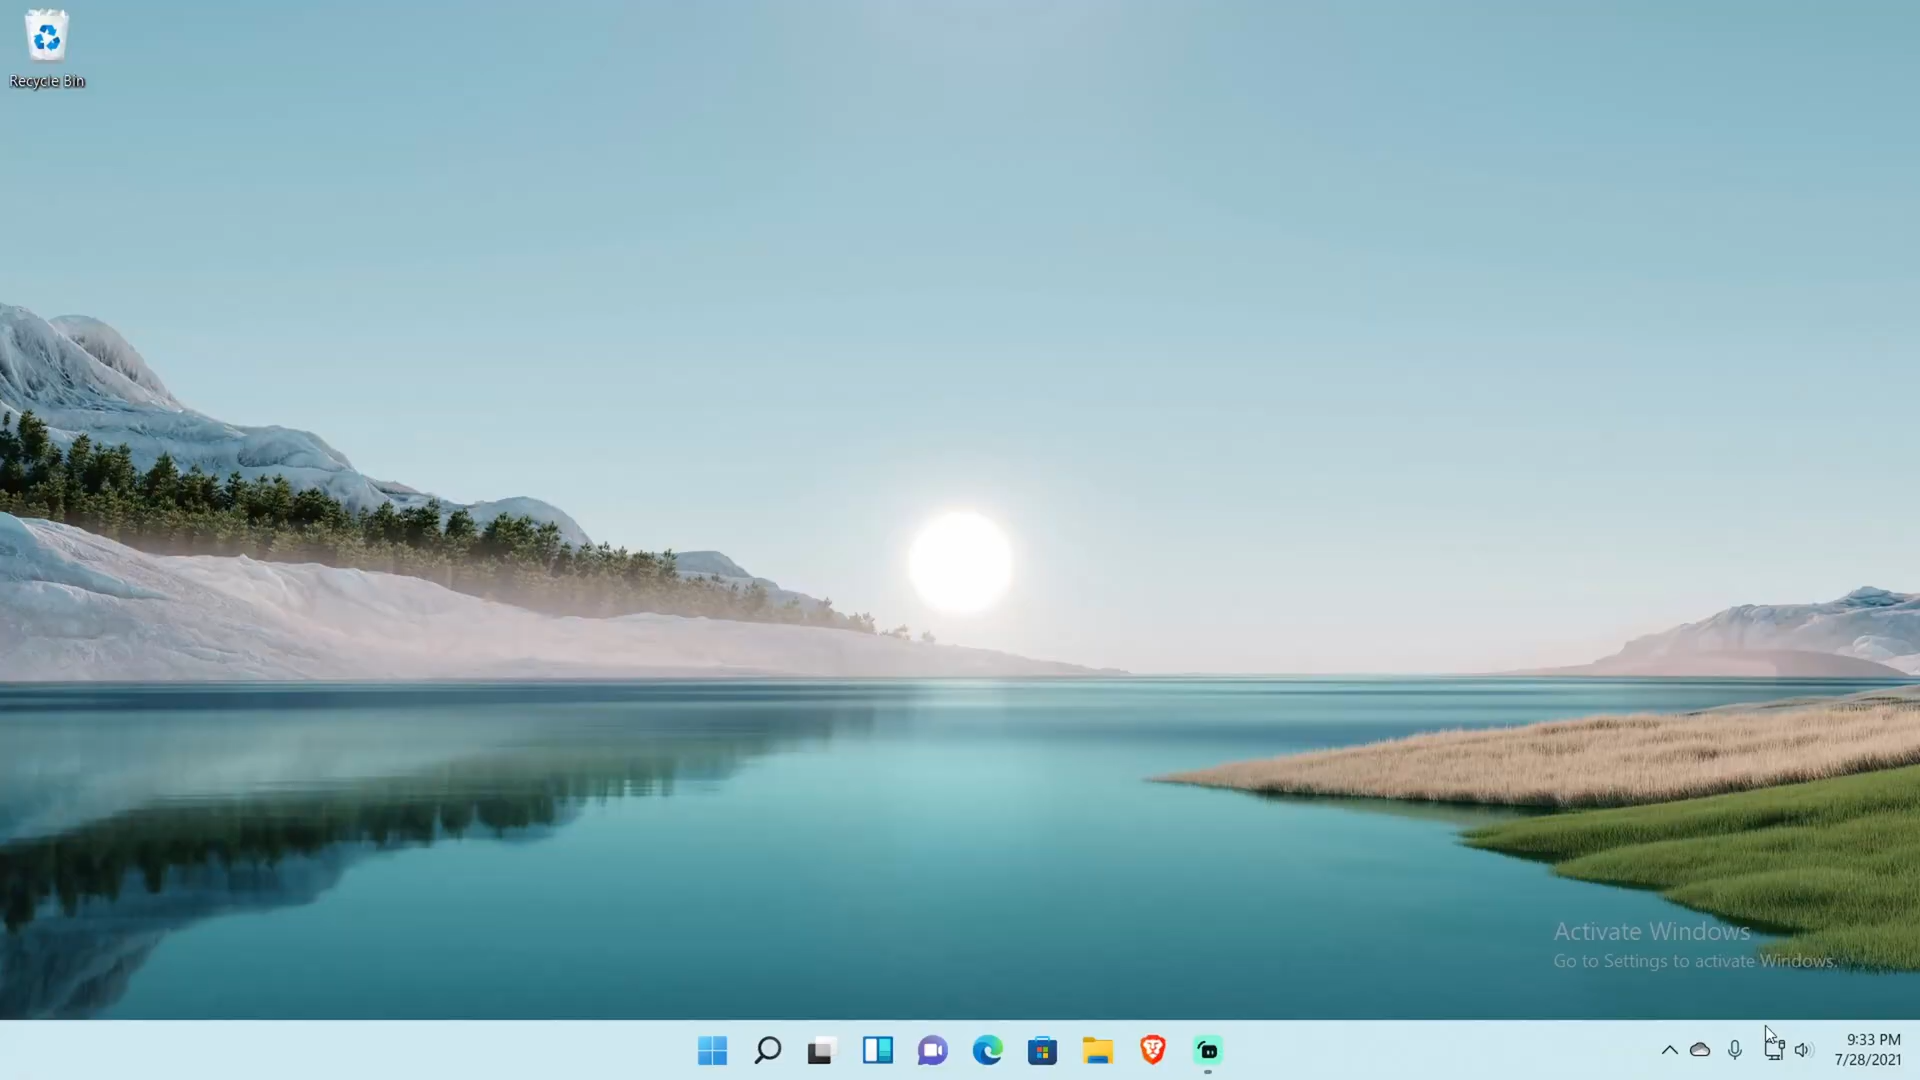 Recycle Bin
Activate Windows
Go to Settings to activate Windows.
9:33 PM
7/28/2021